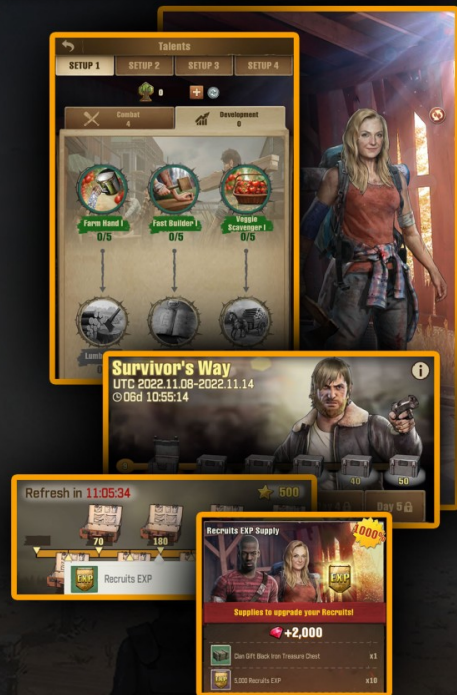 Talents
SETUP 1
SETUP 2
SETUP 3
SETUP 4
0
Combat
4
Development
0
Farm Hand I
0/5
Fast Builder I
0/5
Veggie
Scavenger I
0/5
Survivor's Way
UTC 2022.11.08-2022.11.14
06d 10:55:14
40
50
Day 5
Refresh in 11:05:34
500
70
180
EXP
Recruits EXP
Recruits EXP Supply
1000%
EXP
Supplies to upgrade your Recruits!
+2,000
Clan Gift Black Iron Treasure Chest
x1
EXP
5,000 Recruits EXP
x10